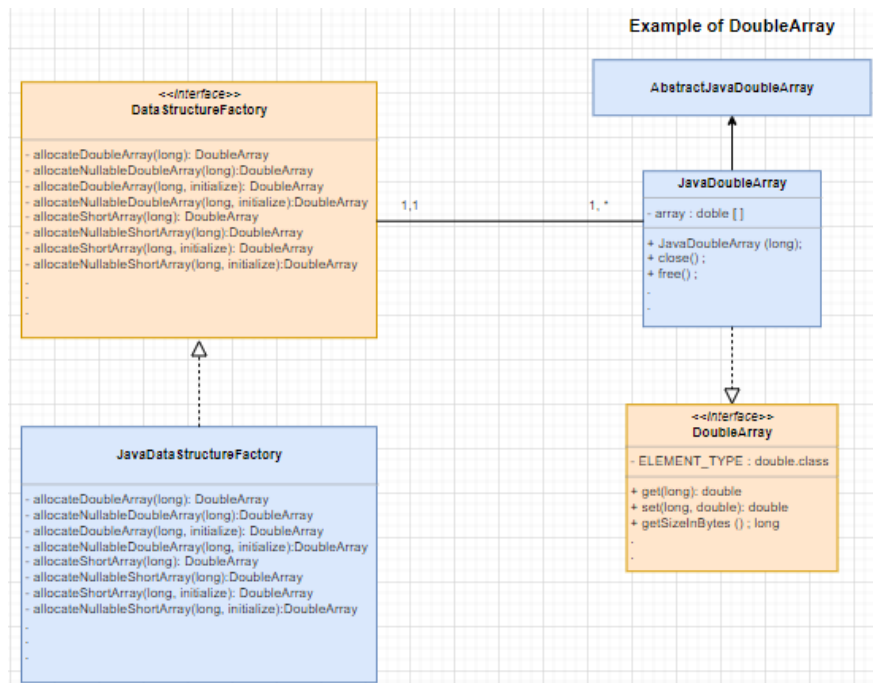 Example of DoubleArray
<<Interface>>
DataStructureFactory
- allocateDoubleArray(long): DoubleArray
- allocateNullableDoubleArray(long):DoubleArray
- allocateDoubleArray(long, initialize): DoubleArray
- allocateNullableDoubleArray(long, initialize):DoubleArray
- allocateShortArray(long): DoubleArray
- allocateNullableShortArray(long):DoubleArray
- allocateShortArray(long, initialize): DoubleArray
- allocateNullableShortArray(long, initialize):DoubleArray
.
.
.
1,1
1, *
AbstractJavaDoubleArray
JavaDoubleArray
- array : doble [ ]
+ JavaDoubleArray (long);
+ close() ;
+ free() ;
.
.
JavaDataStructureFactory
- allocateDoubleArray(long): DoubleArray
- allocateNullableDoubleArray(long):DoubleArray
- allocateDoubleArray(long, initialize): DoubleArray
- allocateNullableDoubleArray(long, initialize):DoubleArray
- allocateShortArray(long): DoubleArray
- allocateNullableShortArray(long):DoubleArray
- allocateShortArray(long, initialize): DoubleArray
- allocateNullableShortArray(long, initialize):DoubleArray
.
.
.
<<Interface>>
DoubleArray
- ELEMENT_TYPE : double.class
+ get(long): double
+ set(long, double): double
+ getSizeInBytes () ; long
.
.